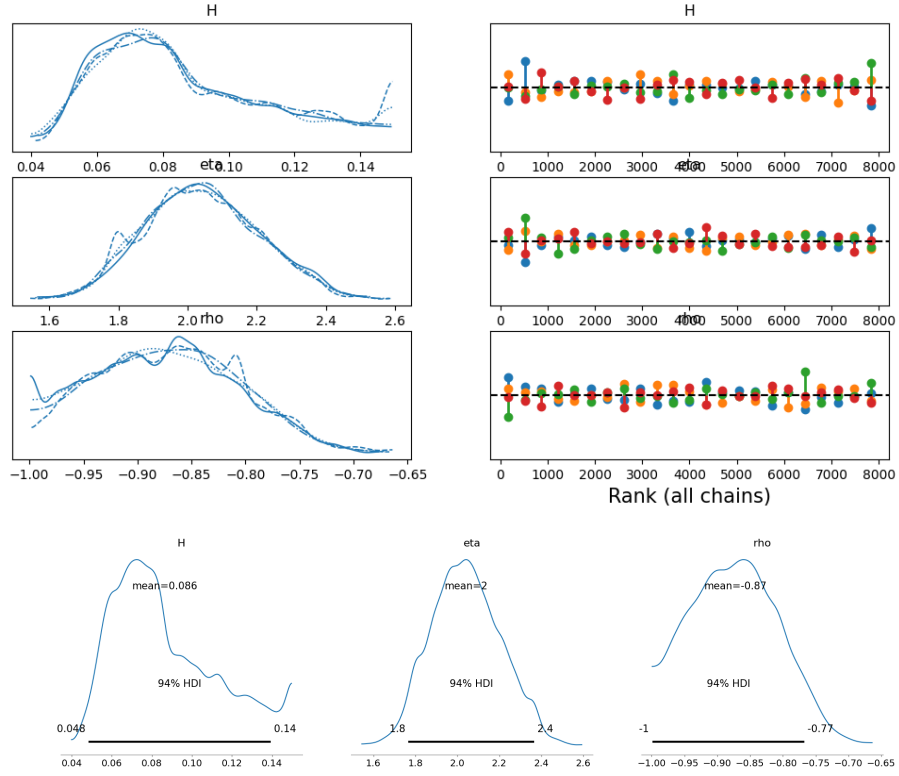 H H
0.04 0.06 0.08 0.10 0.12 0.14 0 1000 2000 3000 4000 5000 6000 7000 8000
eta eta
1.6 1.8 2.0 2.2 2.4 2.6 0 1000 2000 3000 4000 5000 6000 7000 8000
rho rho
−1.00 −0.95 −0.90 −0.85 −0.80 −0.75 −0.70 −0.65 0 1000 2000 3000 4000 5000 6000 7000 8000
Rank (all chains)
H eta rho
mean=0.086 mean=2 mean=-0.87
94% HDI 94% HDI 94% HDI
0.048 0.14 1.8 2.4 -1 -0.77
0.04 0.06 0.08 0.10 0.12 0.14 1.6 1.8 2.0 2.2 2.4 2.6 −1.00 −0.95 −0.90 −0.85 −0.80 −0.75 −0.70 −0.65